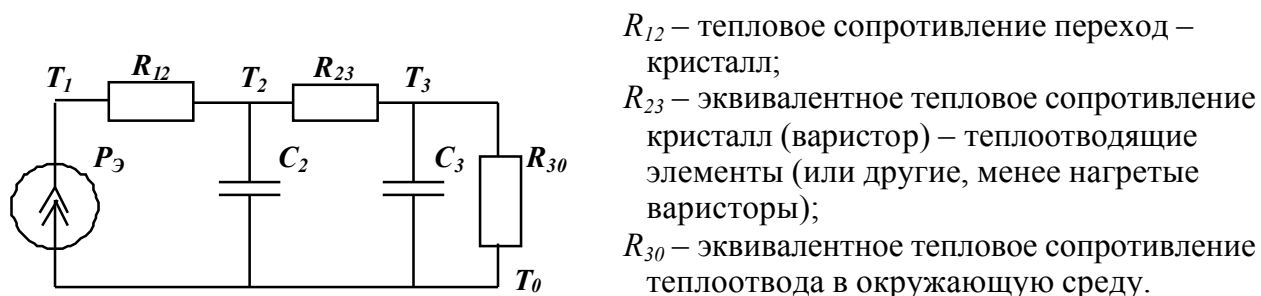 T₁ R₁₂ T₂ R₂₃ T₃
P_Э C₂ C₃ R₃₀
T₀
R₁₂ – тепловое сопротивление переход –
кристалл;
R₂₃ – эквивалентное тепловое сопротивление
кристалл (варистор) – теплоотводящие
элементы (или другие, менее нагретые
варисторы);
R₃₀ – эквивалентное тепловое сопротивление
теплоотвода в окружающую среду.